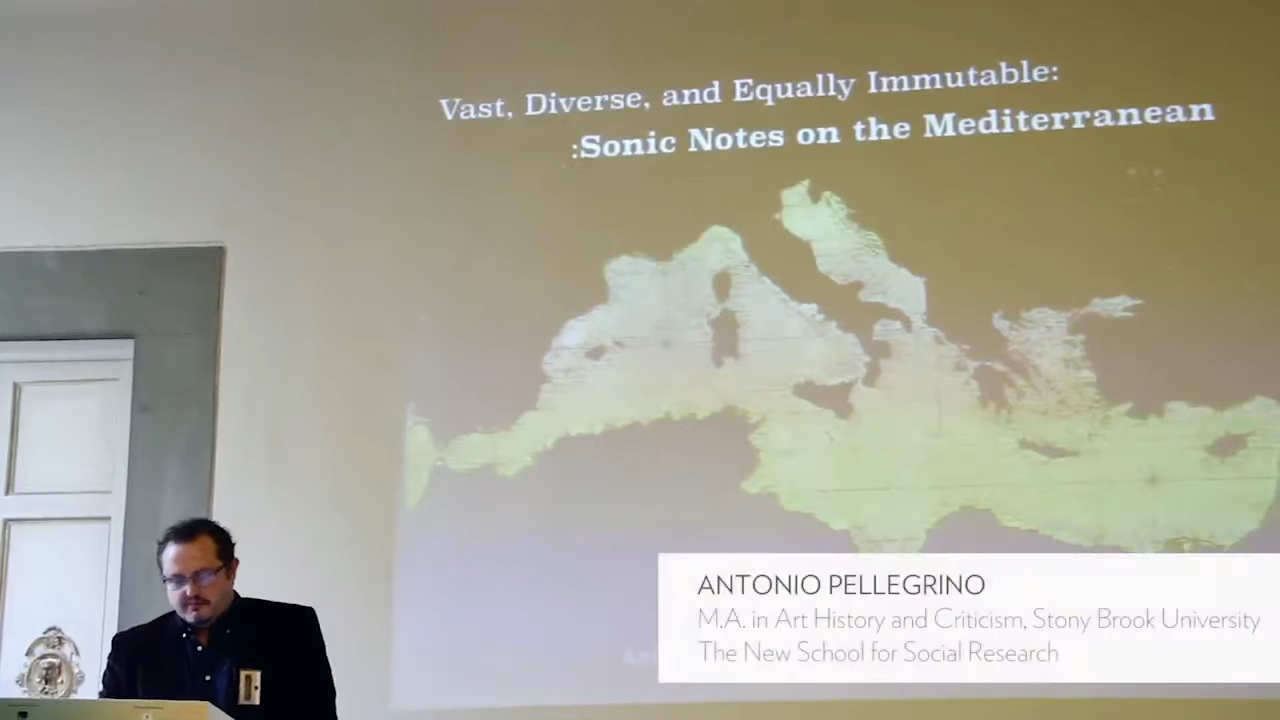 Vast, Diverse, and Equally Immutable:
:Sonic Notes on the Mediterranean
ANTONIO PELLEGRINO
M.A. in Art History and Criticism, Stony Brook University
The New School for Social Research